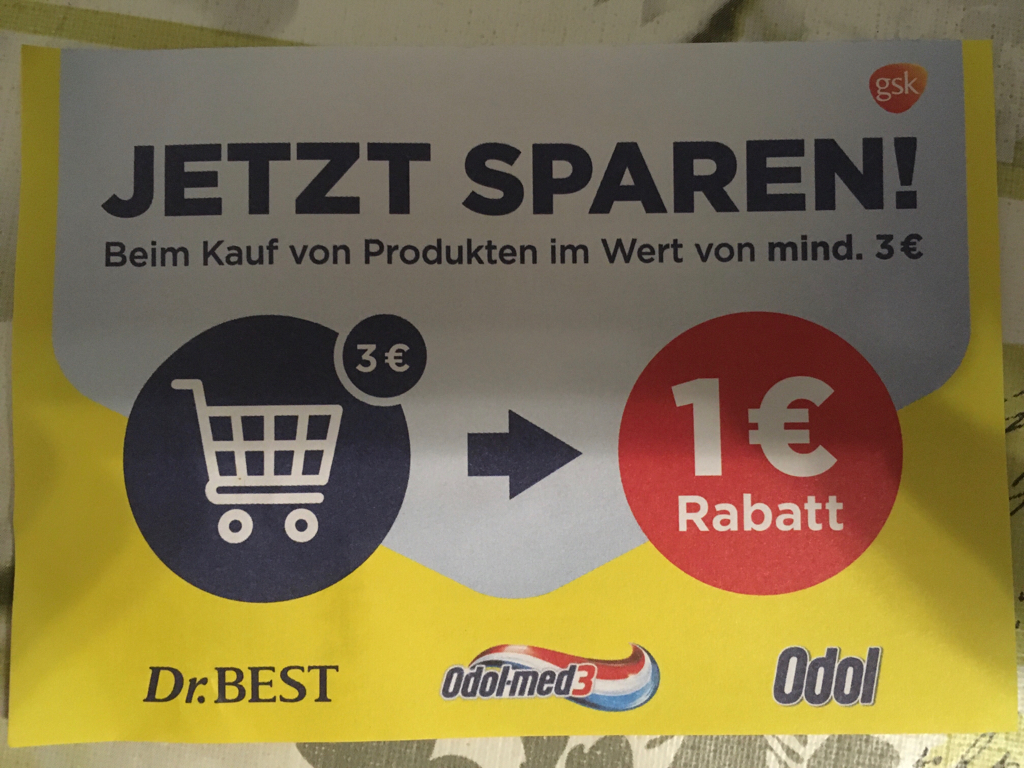 gsk
JETZT SPAREN!
Beim Kauf von Produkten im Wert von mind. 3 €
3 €
1 €
Rabatt
Dr.BEST
Odol-med3
Odol